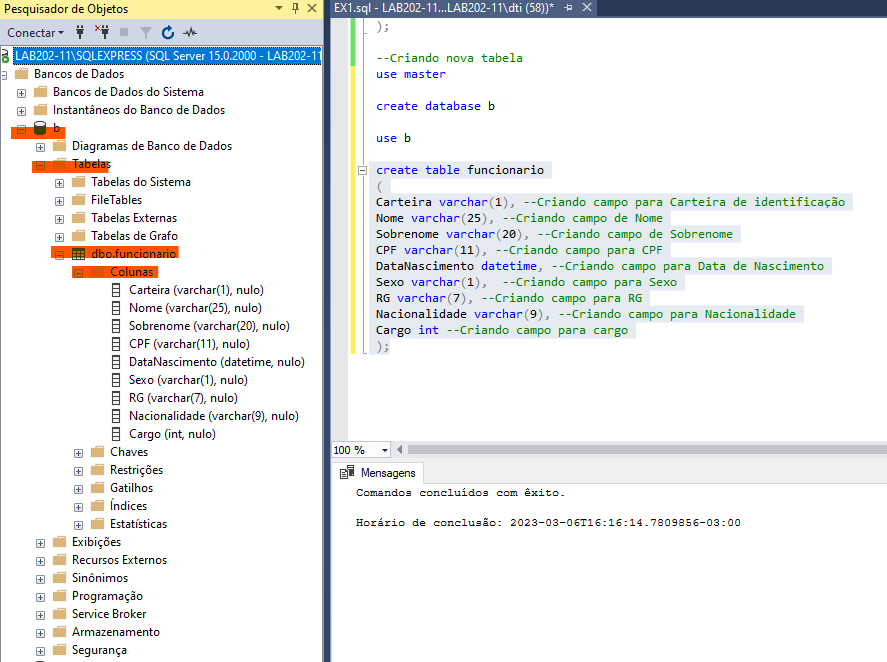 Pesquisador de Objetos
Conectar
LAB202-11\SQLEXPRESS (SQL Server 15.0.2000 - LAB202-11
Bancos de Dados
Bancos de Dados do Sistema
Instantâneos do Banco de Dados
b
Diagramas de Banco de Dados
Tabelas
Tabelas do Sistema
FileTables
Tabelas Externas
Tabelas de Grafo
dbo.funcionario
Colunas
Carteira (varchar(1), nulo)
Nome (varchar(25), nulo)
Sobrenome (varchar(20), nulo)
CPF (varchar(11), nulo)
DataNascimento (datetime, nulo)
Sexo (varchar(1), nulo)
RG (varchar(7), nulo)
Nacionalidade (varchar(9), nulo)
Cargo (int, nulo)
Chaves
Restrições
Gatilhos
Índices
Estatísticas
Exibições
Recursos Externos
Sinônimos
Programação
Service Broker
Armazenamento
Segurança
EX1.sql - LAB202-11...LAB202-11\dti (58))*
);
--Criando nova tabela
use master
create database b
use b
create table funcionario
(
Carteira varchar(1), --Criando campo para Carteira de identificação
Nome varchar(25), --Criando campo de Nome
Sobrenome varchar(20), --Criando campo de Sobrenome
CPF varchar(11), --Criando campo para CPF
DataNascimento datetime, --Criando campo para Data de Nascimento
Sexo varchar(1),  --Criando campo para Sexo
RG varchar(7), --Criando campo para RG
Nacionalidade varchar(9), --Criando campo para Nacionalidade
Cargo int --Criando campo para cargo
);
100 %
Mensagens
Comandos concluídos com êxito.
Horário de conclusão: 2023-03-06T16:16:14.7809856-03:00